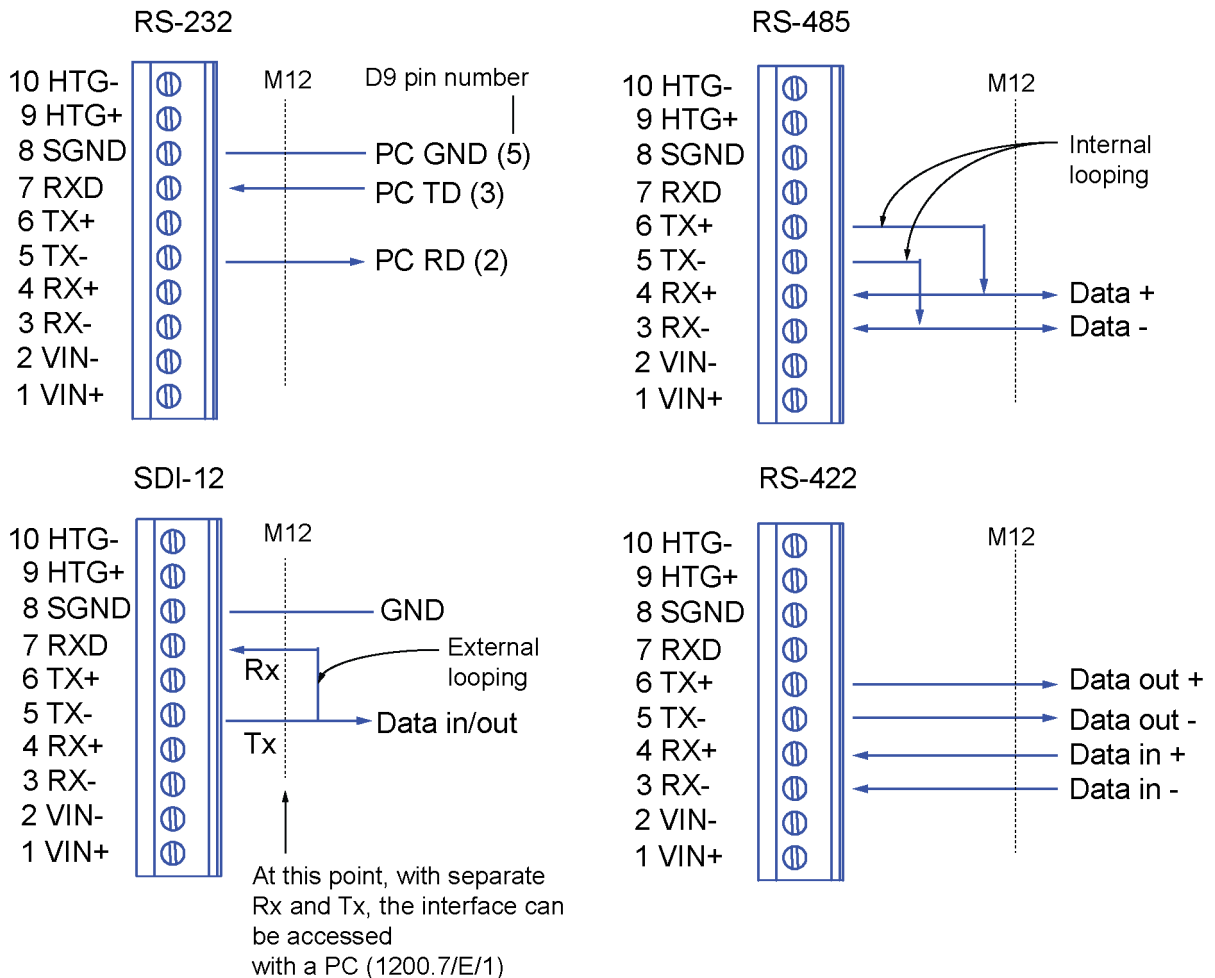 RS-232
10 HTG-
9 HTG+
8 SGND
7 RXD
6 TX+
5 TX-
4 RX+
3 RX-
2 VIN-
1 VIN+
M12
D9 pin number
PC GND (5)
PC TD (3)
PC RD (2)
RS-485
10 HTG-
9 HTG+
8 SGND
7 RXD
6 TX+
5 TX-
4 RX+
3 RX-
2 VIN-
1 VIN+
M12
Internal
looping
Data +
Data -
SDI-12
10 HTG-
9 HTG+
8 SGND
7 RXD
6 TX+
5 TX-
4 RX+
3 RX-
2 VIN-
1 VIN+
M12
GND
Rx
External
looping
Data in/out
Tx
At this point, with separate
Rx and Tx, the interface can
be accessed
with a PC (1200.7/E/1)
RS-422
10 HTG-
9 HTG+
8 SGND
7 RXD
6 TX+
5 TX-
4 RX+
3 RX-
2 VIN-
1 VIN+
M12
Data out +
Data out -
Data in +
Data in -